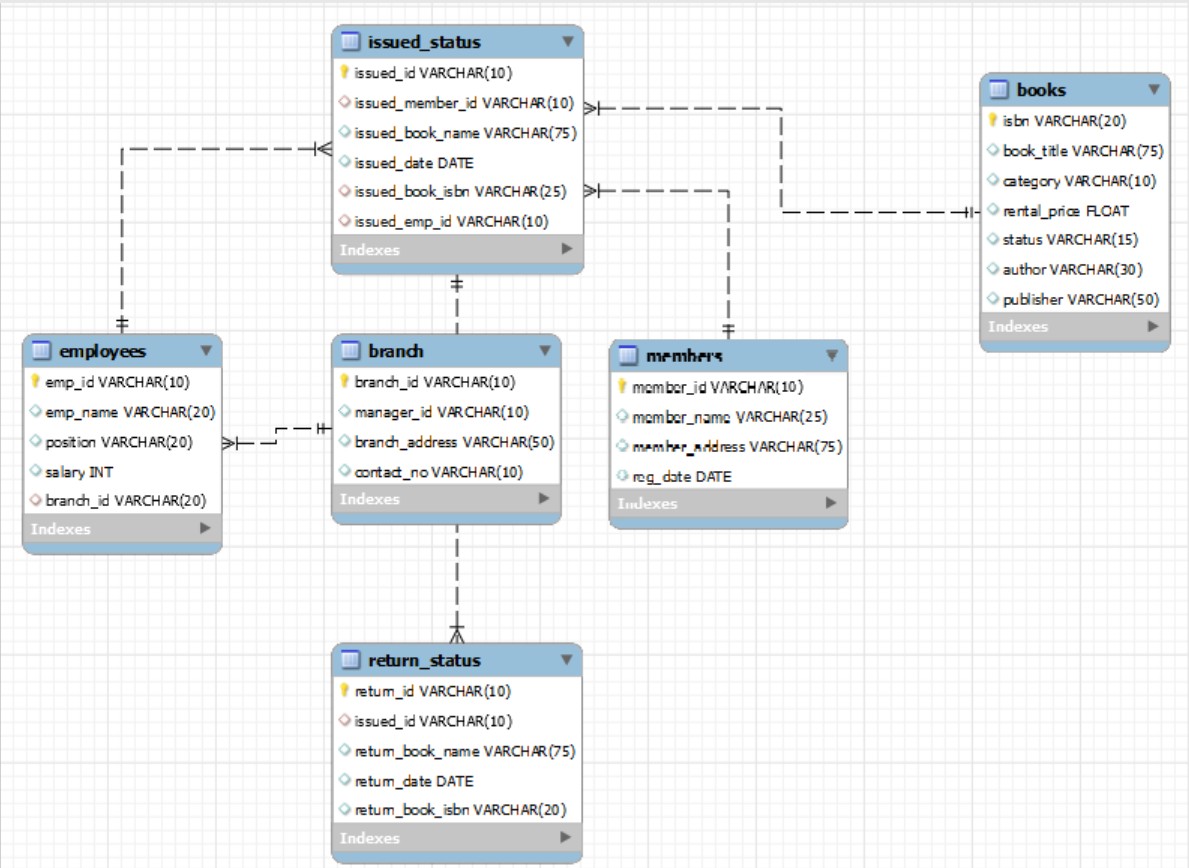 issued_status
issued_id VARCHAR(10)
issued_member_id VARCHAR(10)
issued_book_name VARCHAR(75)
issued_date DATE
issued_book_isbn VARCHAR(25)
issued_emp_id VARCHAR(10)
Indexes
books
isbn VARCHAR(20)
book_title VARCHAR(75)
category VARCHAR(10)
rental_price FLOAT
status VARCHAR(15)
author VARCHAR(30)
publisher VARCHAR(50)
Indexes
employees
emp_id VARCHAR(10)
emp_name VARCHAR(20)
position VARCHAR(20)
salary INT
branch_id VARCHAR(20)
Indexes
branch
branch_id VARCHAR(10)
manager_id VARCHAR(10)
branch_address VARCHAR(50)
contact_no VARCHAR(10)
Indexes
members
member_id VARCHAR(10)
member_name VARCHAR(25)
member_address VARCHAR(75)
reg_date DATE
Indexes
return_status
return_id VARCHAR(10)
issued_id VARCHAR(10)
return_book_name VARCHAR(75)
return_date DATE
return_book_isbn VARCHAR(20)
Indexes